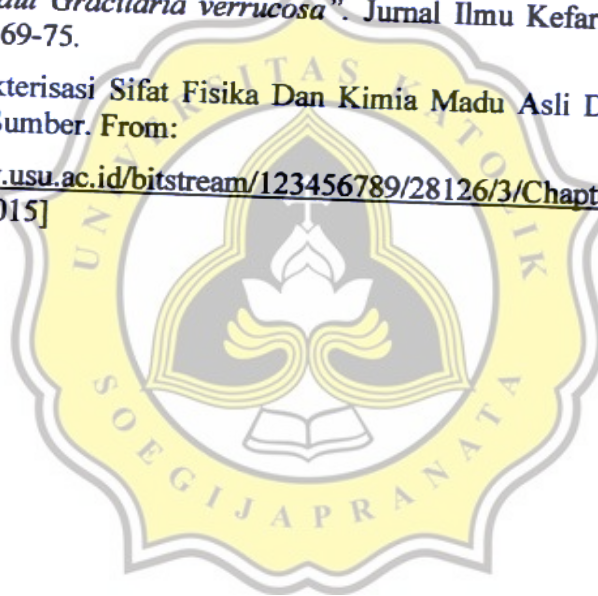 Gracilaria verrucosa". Jurnal Ilmu Kefar
69-75.
kterisasi Sifat Fisika Dan Kimia Madu Asli D
Sumber. From:
.usu.ac.id/bitstream/123456789/28126/3/Chapt
015]
UNIVERSITAS KATOLIK
SOEGIJAPRANATA